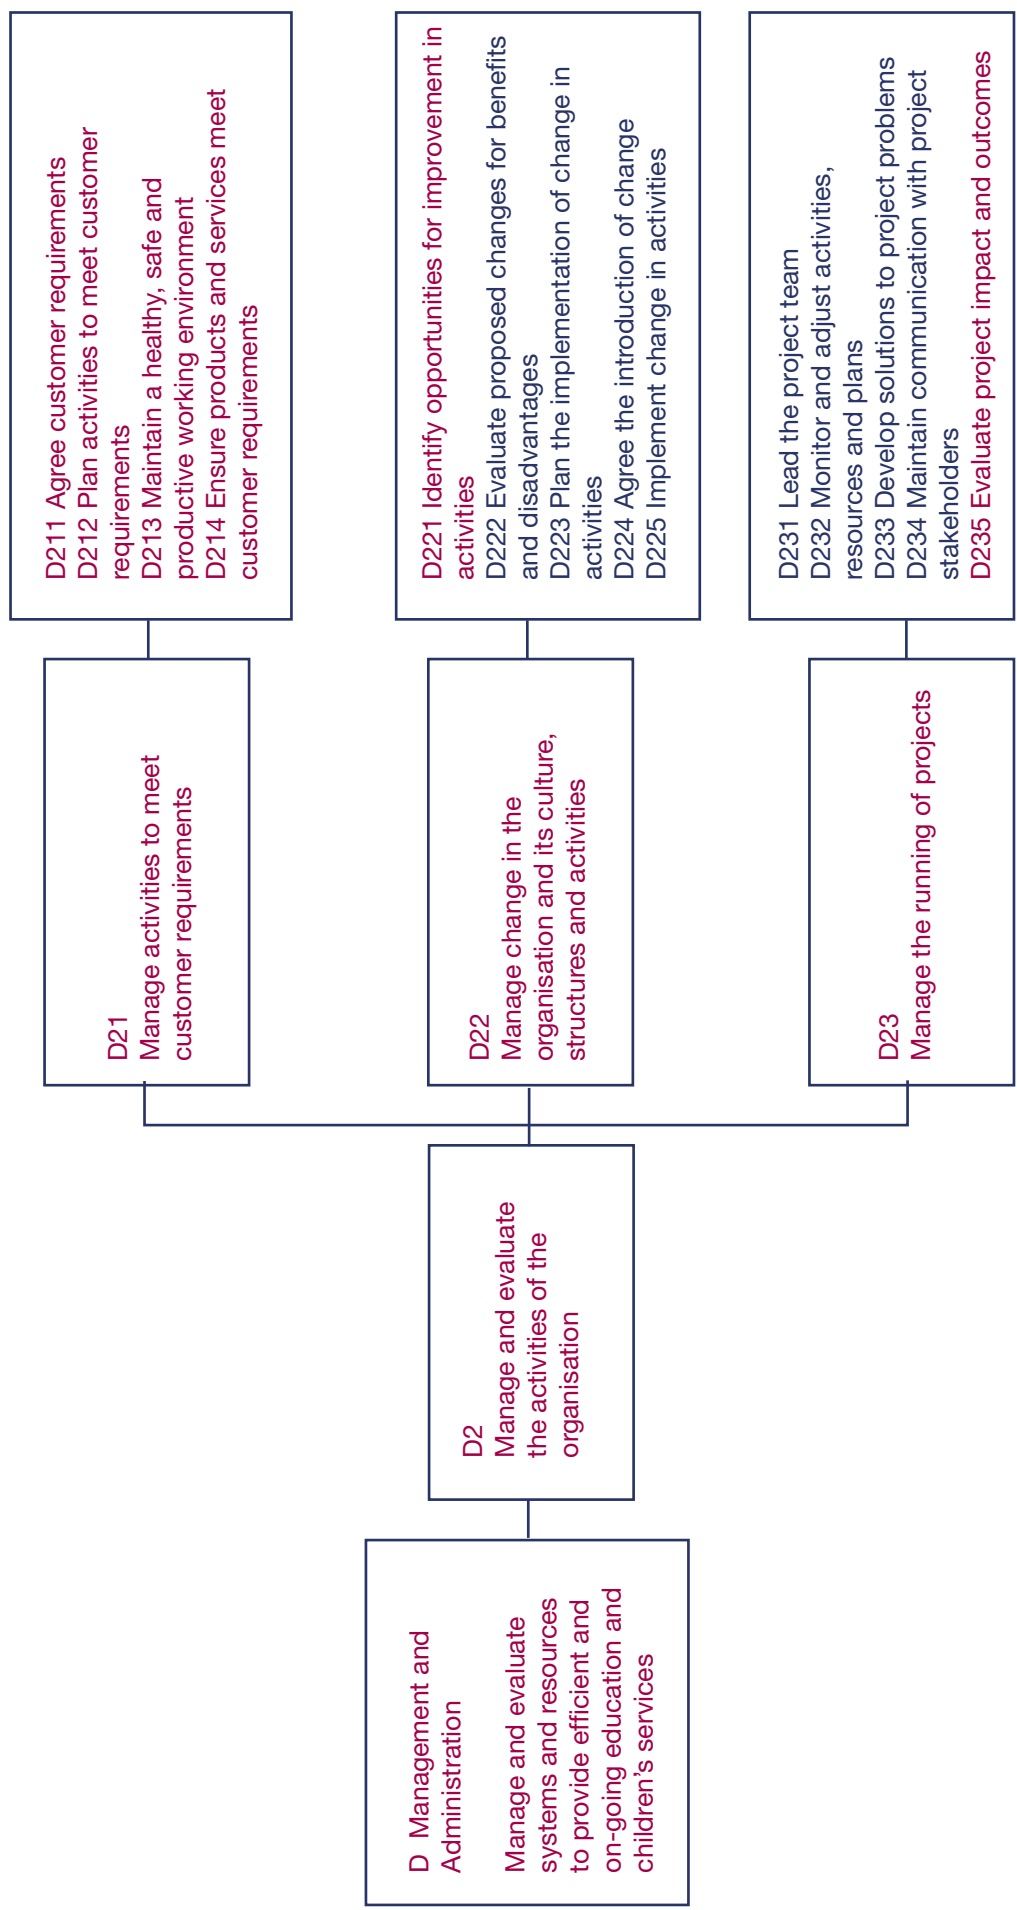 D  Management and
Administration
Manage and evaluate
systems and resources
to provide efficient and
on-going education and
children’s services
D2
Manage and evaluate
the activities of the
organisation
D21
Manage activities to meet
customer requirements
D211 Agree customer requirements
D212 Plan activities to meet customer
requirements
D213 Maintain a healthy, safe and
productive working environment
D214 Ensure products and services meet
customer requirements
D22
Manage change in the
organisation and its culture,
structures and activities
D221 Identify opportunities for improvement in
activities
D222 Evaluate proposed changes for benefits
and disadvantages
D223 Plan the implementation of change in
activities
D224 Agree the introduction of change
D225 Implement change in activities
D23
Manage the running of projects
D231 Lead the project team
D232 Monitor and adjust activities,
resources and plans
D233 Develop solutions to project problems
D234 Maintain communication with project
stakeholders
D235 Evaluate project impact and outcomes